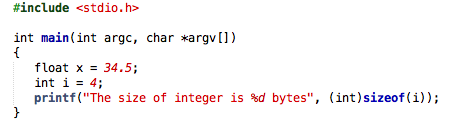 #include <stdio.h>
int main(int argc, char *argv[])
{
float x = 34.5;
int i = 4;
printf("The size of integer is %d bytes", (int)sizeof(i));
}